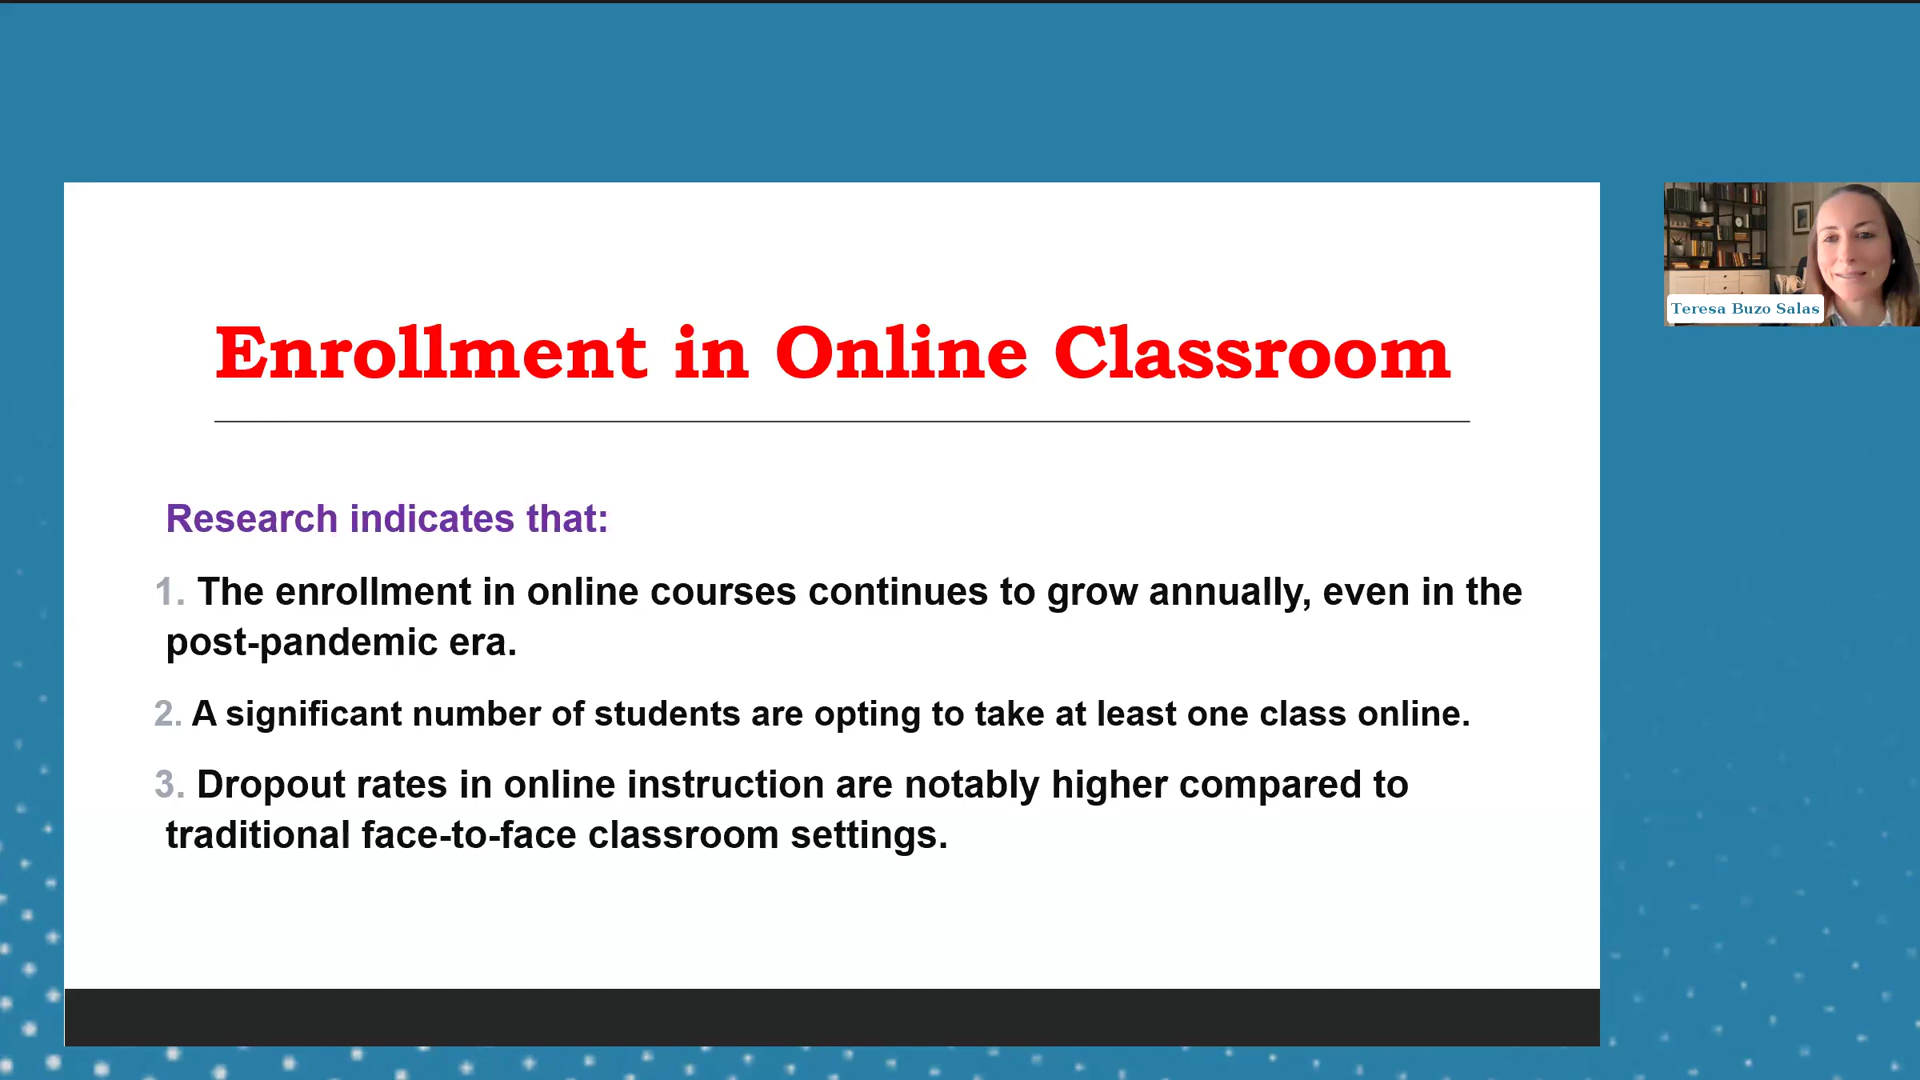 Enrollment in Online Classroom
Teresa Buzo Salas
Research indicates that:
1. The enrollment in online courses continues to grow annually, even in the
post-pandemic era.
2. A significant number of students are opting to take at least one class online.
3. Dropout rates in online instruction are notably higher compared to
traditional face-to-face classroom settings.